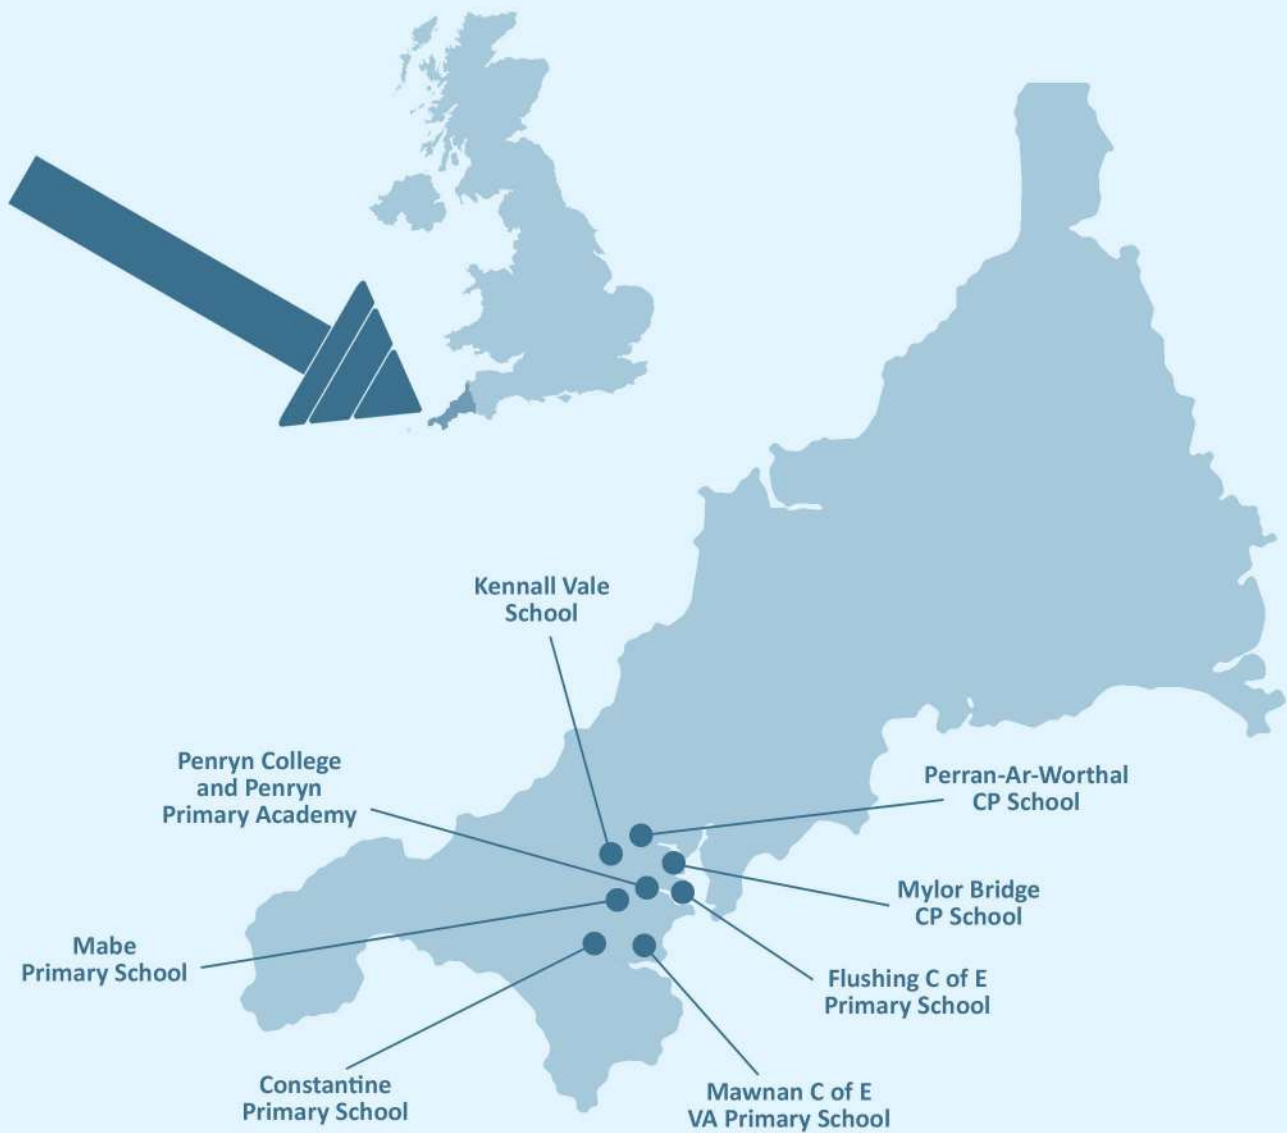 Kennall Vale
School
Penryn College
and Penryn
Primary Academy
Perran-Ar-Worthal
CP School
Mylor Bridge
CP School
Mabe
Primary School
Flushing C of E
Primary School
Constantine
Primary School
Mawnan C of E
VA Primary School